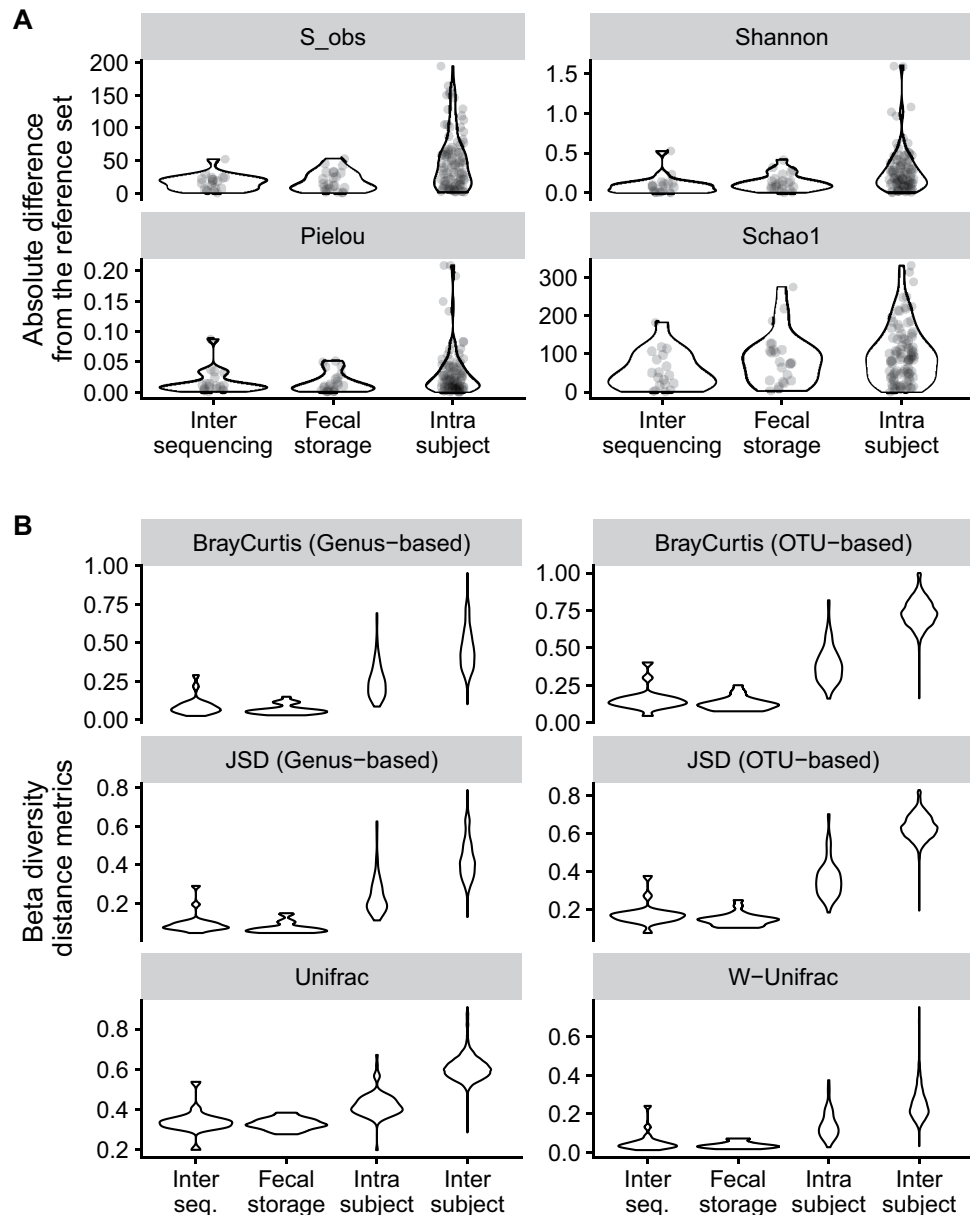 A
S_obs
Shannon
200
150
100
50
0
1.5
1.0
0.5
0.0
Absolute difference
from the reference set
Pielou
Schao1
0.20
0.15
0.10
0.05
0.00
300
200
100
0
Inter
sequencing
Fecal
storage
Intra
subject
Inter
sequencing
Fecal
storage
Intra
subject
B
BrayCurtis (Genus−based)
BrayCurtis (OTU−based)
1.00
0.75
0.50
0.25
0.00
1.00
0.75
0.50
0.25
0.00
Beta diversity
distance metrics
JSD (Genus−based)
JSD (OTU−based)
0.8
0.6
0.4
0.2
0.8
0.6
0.4
0.2
Unifrac
W−Unifrac
0.8
0.6
0.4
0.2
0.6
0.4
0.2
0.0
Inter
seq.
Fecal
storage
Intra
subject
Inter
subject
Inter
seq.
Fecal
storage
Intra
subject
Inter
subject